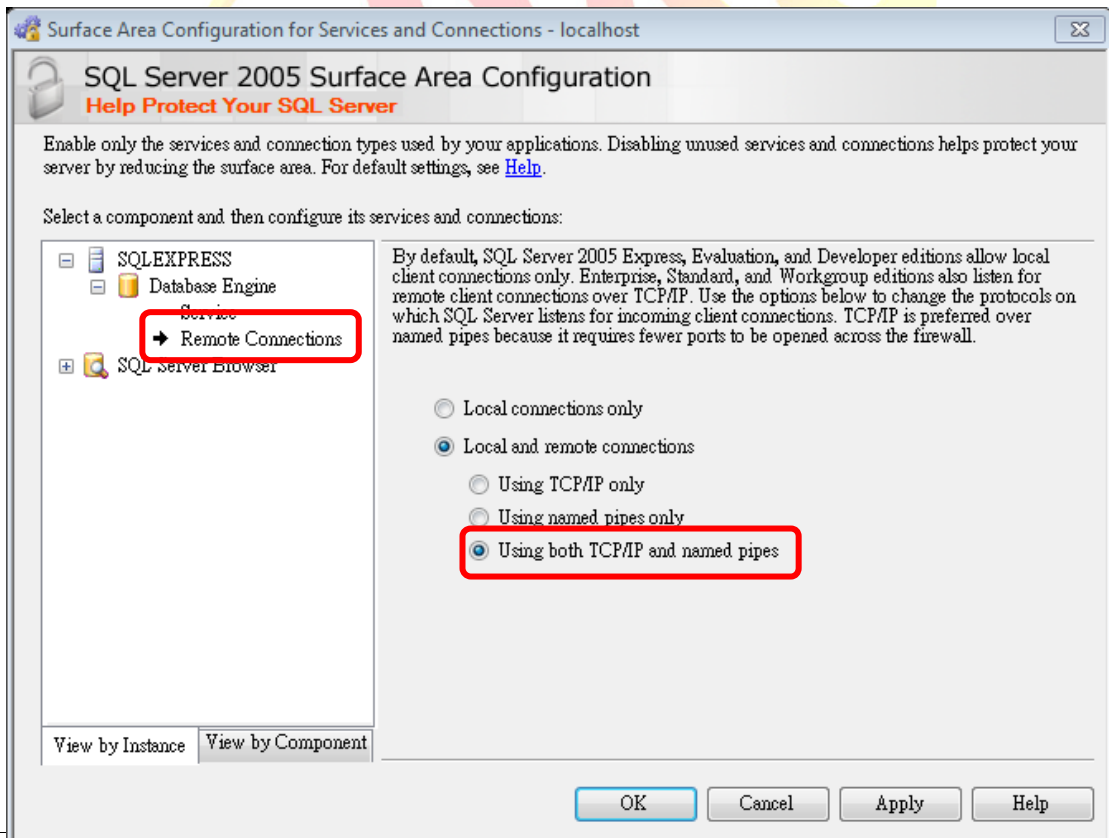 Surface Area Configuration for Services and Connections - localhost
SQL Server 2005 Surface Area Configuration
Help Protect Your SQL Server
Enable only the services and connection types used by your applications. Disabling unused services and connections helps protect your
server by reducing the surface area. For default settings, see Help.
Select a component and then configure its services and connections:
SQLEXPRESS
Database Engine
Service
Remote Connections
SQL Server Browser
View by Instance
View by Component
By default, SQL Server 2005 Express, Evaluation, and Developer editions allow local
client connections only. Enterprise, Standard, and Workgroup editions also listen for
remote client connections over TCP/IP. Use the options below to change the protocols on
which SQL Server listens for incoming client connections. TCP/IP is preferred over
named pipes because it requires fewer ports to be opened across the firewall.
Local connections only
Local and remote connections
Using TCP/IP only
Using named pipes only
Using both TCP/IP and named pipes
OK
Cancel
Apply
Help